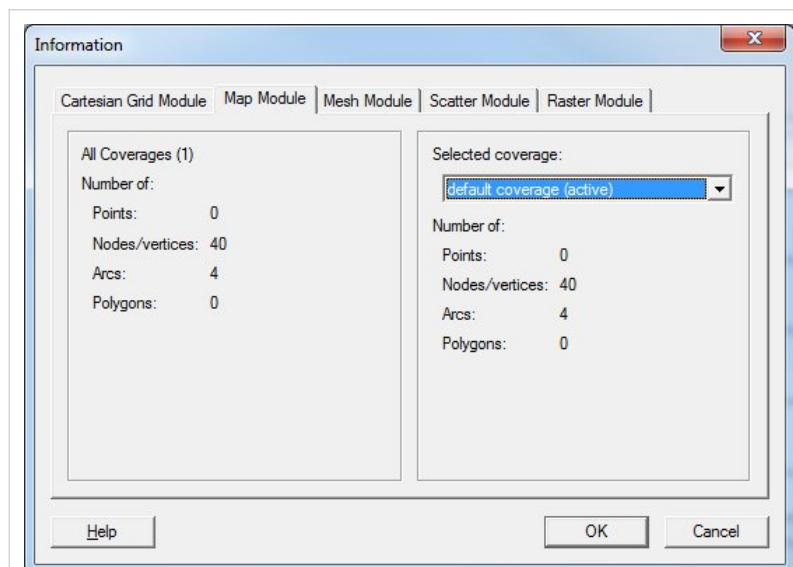 Information
Cartesian Grid Module Map Module Mesh Module Scatter Module Raster Module
All Coverages (1)
Number of:
Points: 0
Nodes/vertices: 40
Arcs: 4
Polygons: 0
Selected coverage:
default coverage (active)
Number of:
Points: 0
Nodes/vertices: 40
Arcs: 4
Polygons: 0
Help OK Cancel